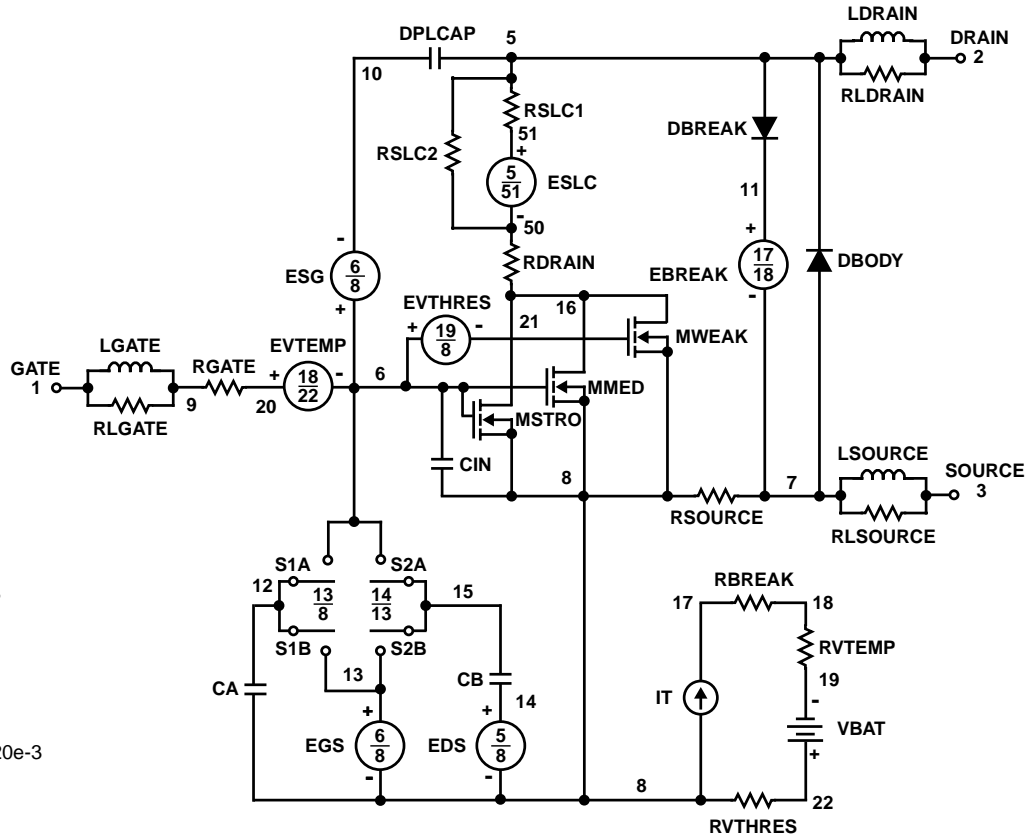 LDRAIN
DPLCAP
5
DRAIN
2
10
RLDRAIN
RSLC1
51
DBREAK
RSLC2
+
5
51
ESLC
11
-
50
-
+
17
18
RDRAIN
EBREAK
DBODY
ESG
6
8
-
+
EVTHRES
16
21
+
19
8
-
MWEAK
LGATE
EVTEMP
GATE
1
RGATE
+
18
22
-
6
MMED
9
20
RLGATE
MSTRO
CIN
8
7
LSOURCE
SOURCE
3
RSOURCE
RLSOURCE
S1A
S2A
12
13
8
14
13
15
RBREAK
17
18
S1B
S2B
RVTEMP
13
CB
19
CA
14
IT
-
+
+
VBAT
EGS
6
8
EDS
5
8
+
20e-3
-
-
8
22
RVTHRES